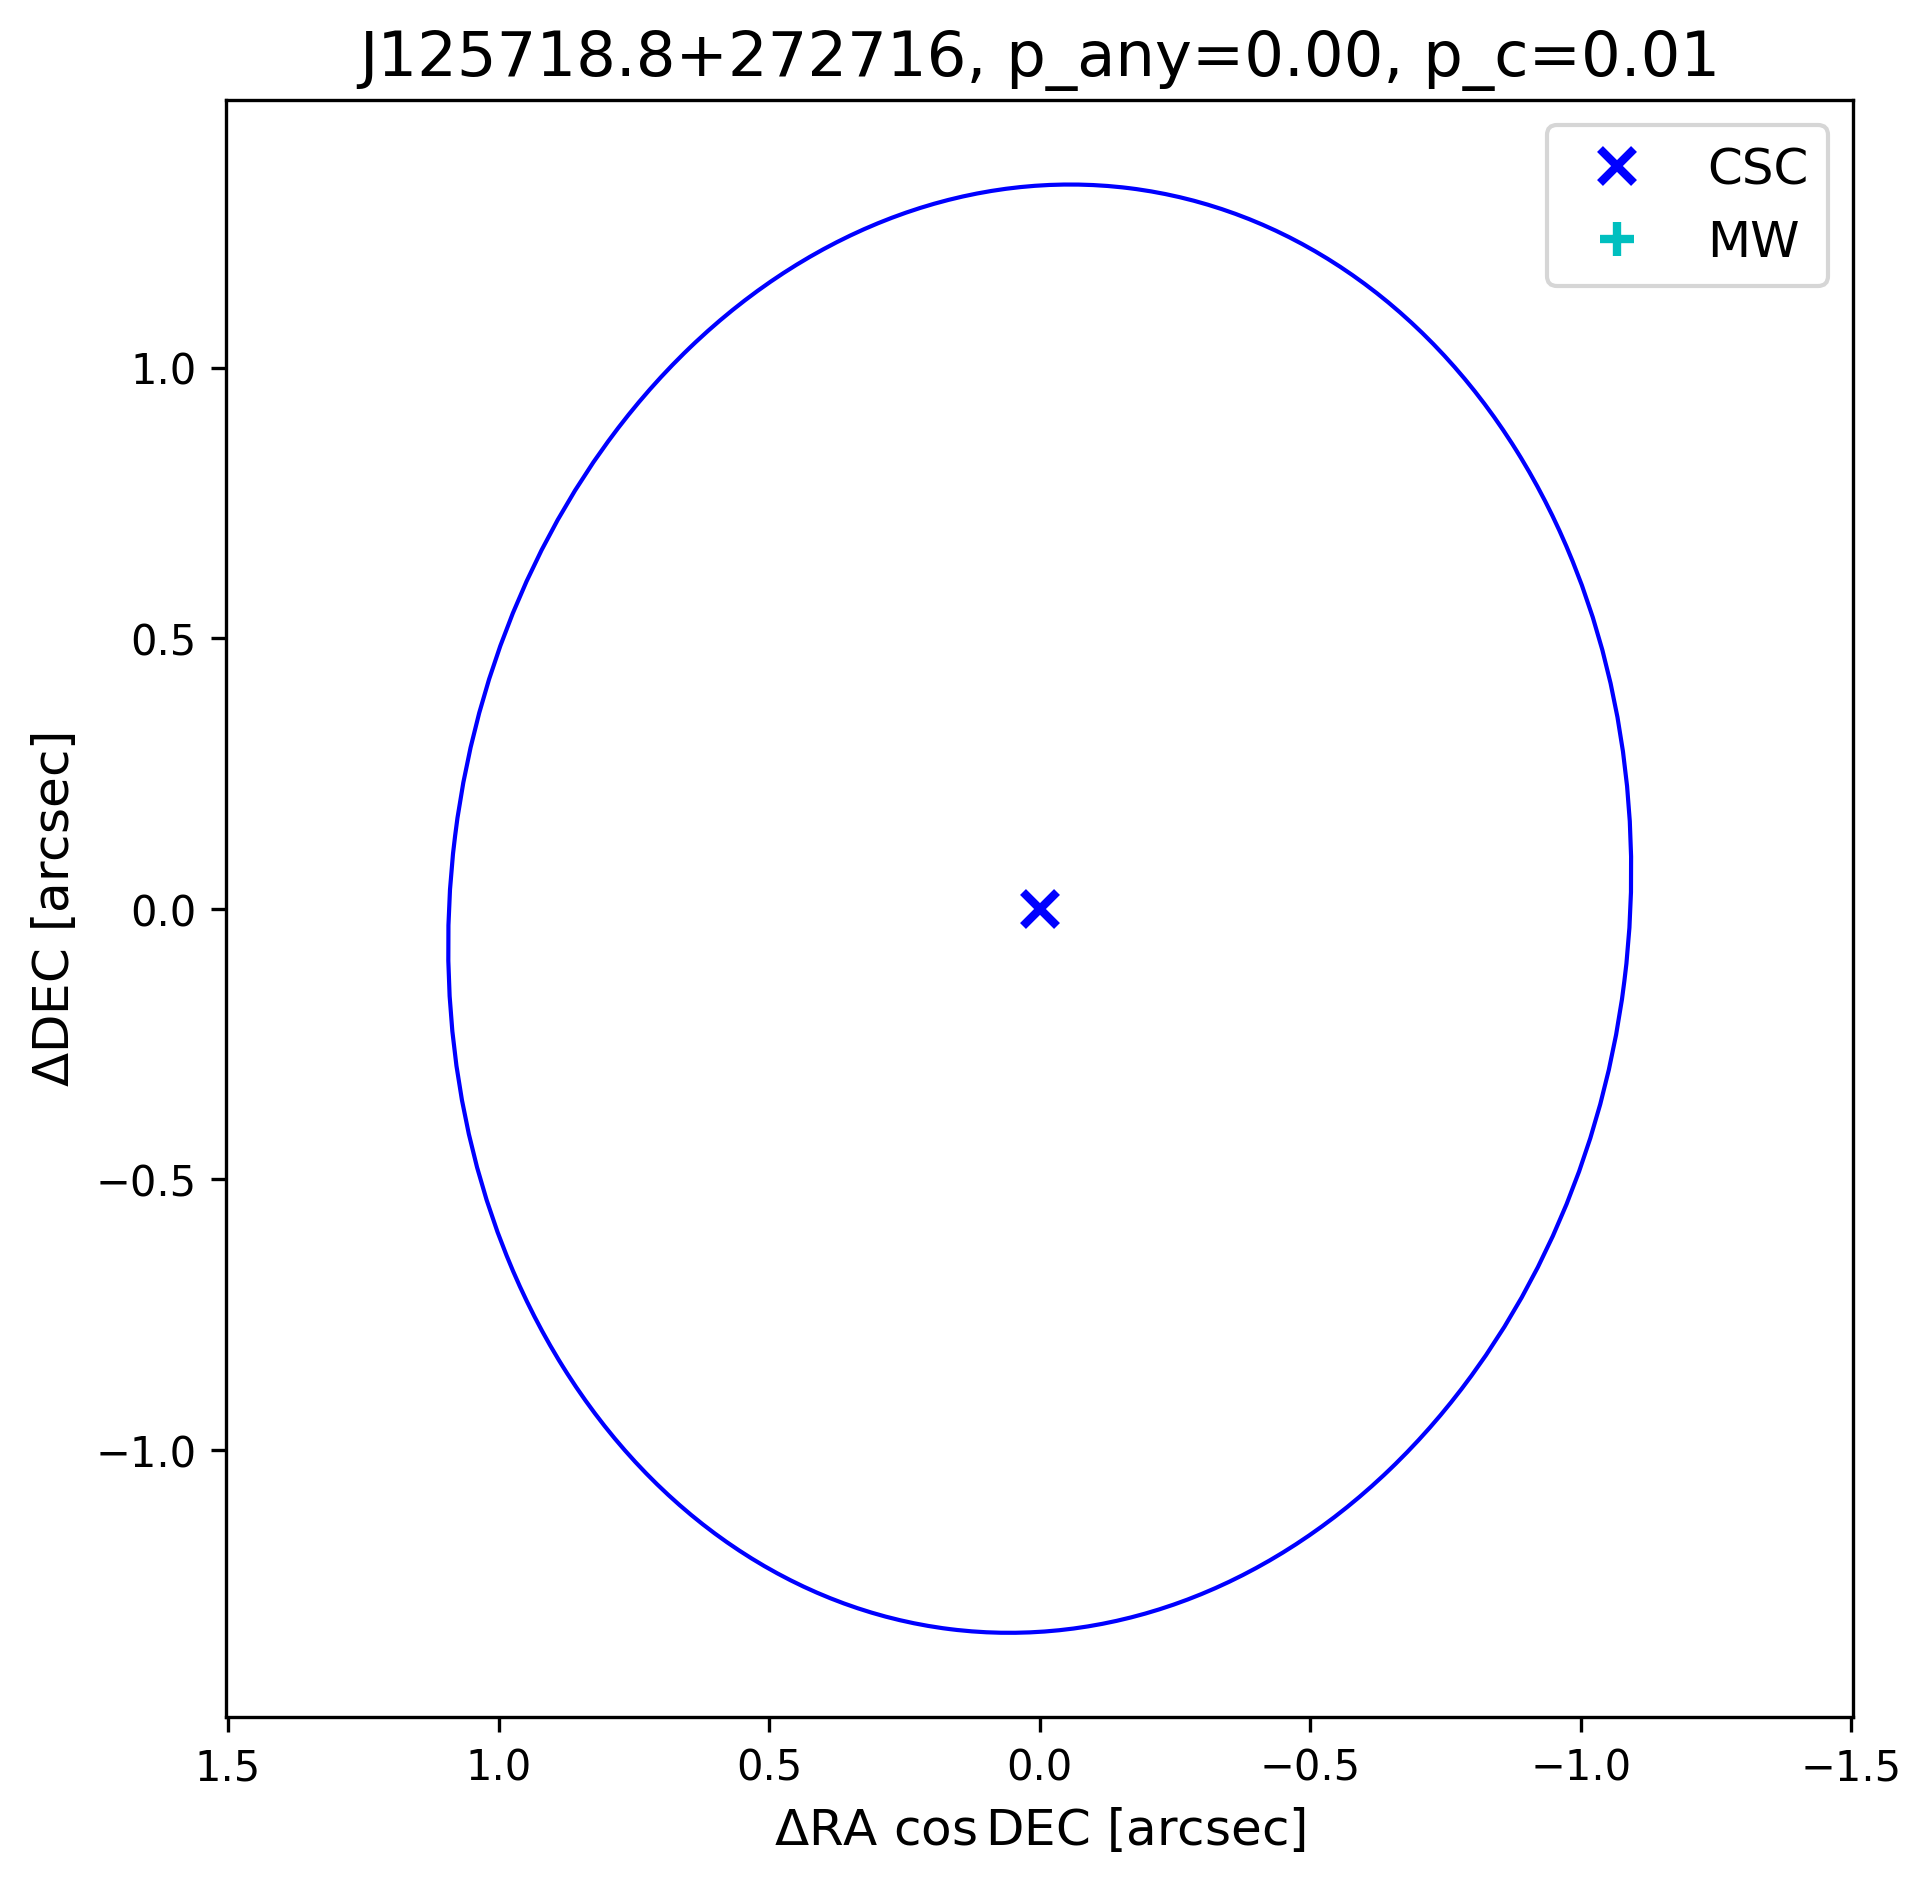 J125718.8+272716, p_any=0.00, p_c=0.01
CSC
MW
1.0
0.5
0.0
−0.5
−1.0
ΔDEC [arcsec]
1.5 1.0 0.5 0.0 −0.5 −1.0 −1.5
ΔRA cos DEC [arcsec]